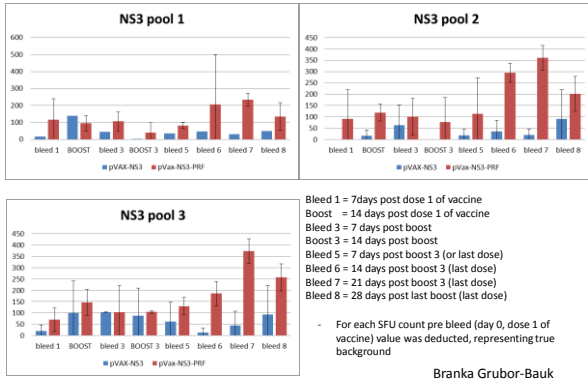 NS3 pool 1
600
500
400
300
200
100
0
bleed 1 BOOST bleed 3 BOOST 3 bleed 5 bleed 6 bleed 7 bleed 8
pVAX-NS3 pVax-NS3-PRF
NS3 pool 2
450
400
350
300
250
200
150
100
50
0
bleed 1 BOOST bleed 3 BOOST 3 bleed 5 bleed 6 bleed 7 bleed 8
pVAX-NS3 pVax-NS3-PRF
NS3 pool 3
450
400
350
300
250
200
150
100
50
0
bleed 1 BOOST bleed 3 BOOST 3 bleed 5 bleed 6 bleed 7 bleed 8
pVAX-NS3 pVax-NS3-PRF
Bleed 1 = 7days post dose 1 of vaccine
Boost = 14 days post dose 1 of vaccine
Bleed 3 = 7 days post boost
Boost 3 = 14 days post boost
Bleed 5 = 7 days post boost 3 (or last dose)
Bleed 6 = 14 days post boost 3 (last dose)
Bleed 7 = 21 days post boost 3 (last dose)
Bleed 8 = 28 days post last boost (last dose)
- For each SFU count pre bleed (day 0, dose 1 of
vaccine) value was deducted, representing true
background
Branka Grubor-Bauk